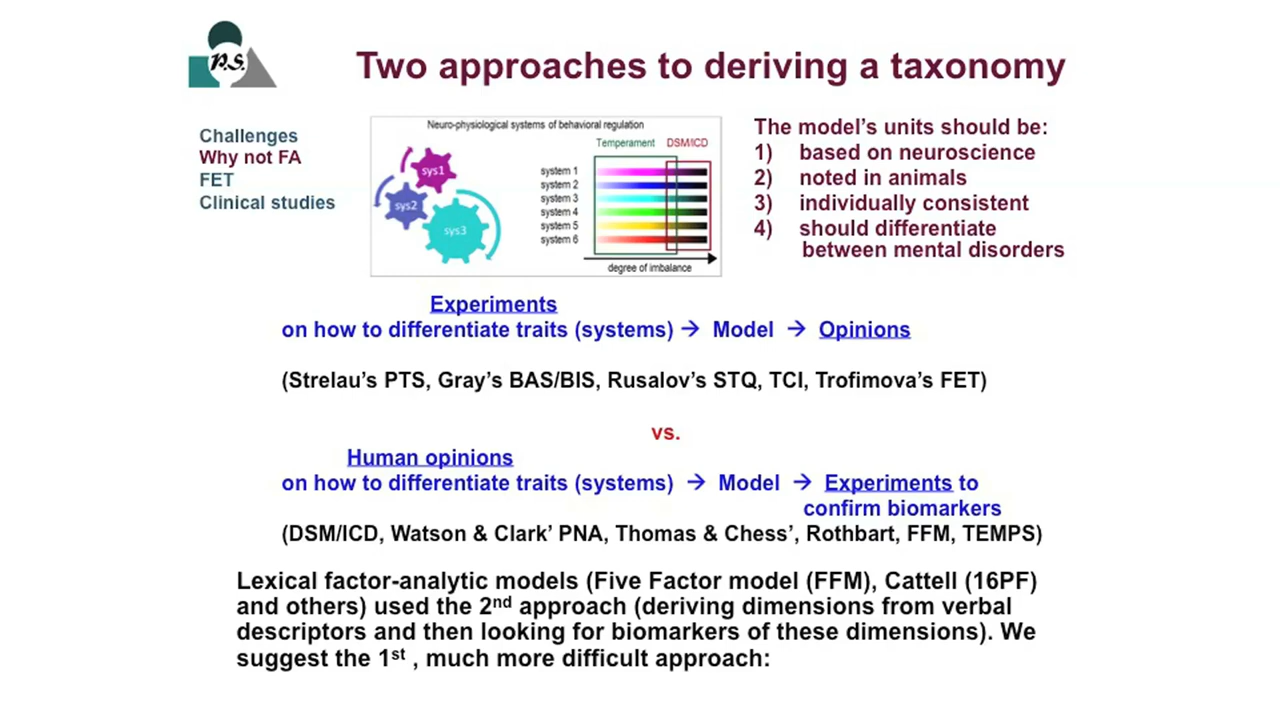 P.S.
Two approaches to deriving a taxonomy
Challenges
Why not FA
FET
Clinical studies
Neuro-physiological systems of behavioral regulation
Temperament DSM/ICD
sys1
sys2
sys3
system 1
system 2
system 3
system 4
system 5
system 6
degree of imbalance
The model's units should be:
1) based on neuroscience
2) noted in animals
3) individually consistent
4) should differentiate
between mental disorders
Experiments
on how to differentiate traits (systems) → Model → Opinions
(Strelau's PTS, Gray's BAS/BIS, Rusalov's STQ, TCI, Trofimova's FET)
vs.
Human opinions
on how to differentiate traits (systems) → Model → Experiments to
confirm biomarkers
(DSM/ICD, Watson & Clark' PNA, Thomas & Chess', Rothbart, FFM, TEMPS)
Lexical factor-analytic models (Five Factor model (FFM), Cattell (16PF)
and others) used the 2nd approach (deriving dimensions from verbal
descriptors and then looking for biomarkers of these dimensions). We
suggest the 1st , much more difficult approach: